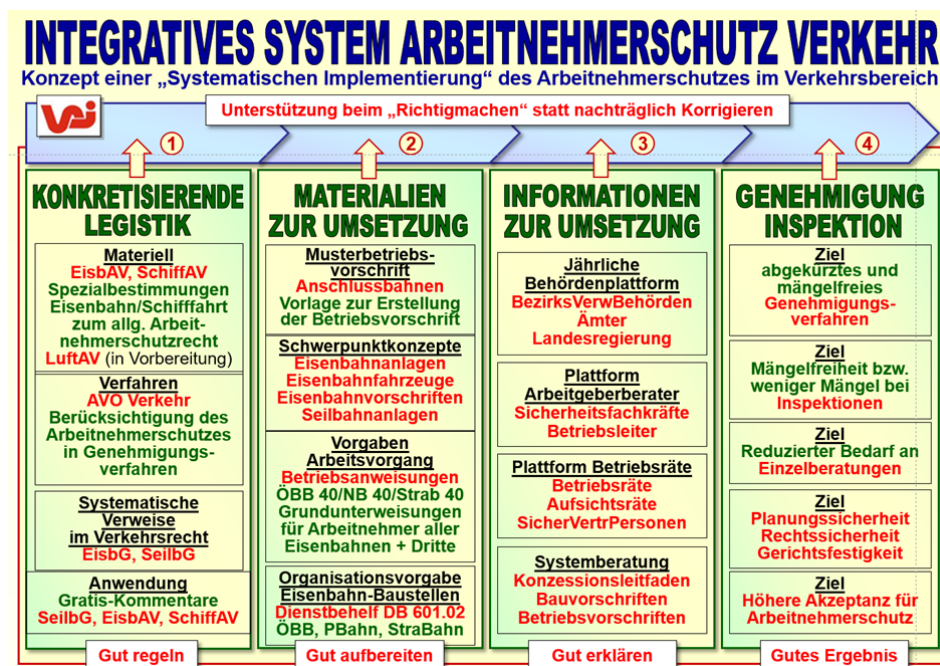 INTEGRATIVES SYSTEM ARBEITNEHMERSCHUTZ VERKEHR
Konzept einer „Systematischen Implementierung“ des Arbeitnehmerschutzes im Verkehrsbereich
VAI
Unterstützung beim „Richtigmachen“ statt nachträglich Korrigieren
1
2
3
4
KONKRETISIERENDE
LEGISTIK
Materiell
EisbAV, SchiffAV
Spezialbestimmungen
Eisenbahn/Schifffahrt
zum allg. Arbeit-
nehmerschutzrecht
LuftAV (in Vorbereitung)
Verfahren
AVO Verkehr
Berücksichtigung des
Arbeitnehmerschutzes
in Genehmigungs-
verfahren
Systematische
Verweise
im Verkehrsrecht
EisbG, SeilbG
Anwendung
Gratis-Kommentare
SeilbG, EisbAV, SchiffAV
Gut regeln
MATERIALIEN
ZUR UMSETZUNG
Musterbetriebs-
vorschrift
Anschlussbahnen
Vorlage zur Erstellung
der Betriebsvorschrift
Schwerpunktkonzepte
Eisenbahnanlagen
Eisenbahnfahrzeuge
Eisenbahnvorschriften
Seilbahnanlagen
Vorgaben
Arbeitsvorgang
Betriebsanweisungen
ÖBB 40/NB 40/Strab 40
Grundunterweisungen
für Arbeitnehmer aller
Eisenbahnen + Dritte
Organisationsvorgabe
Eisenbahn-Baustellen
Dienstbehelf DB 601.02
ÖBB, PBahn, StraBahn
Gut aufbereiten
INFORMATIONEN
ZUR UMSETZUNG
Jährliche
Behördenplattform
BezirksVerwBehörden
Ämter
Landesregierung
Plattform
Arbeitgeberberater
Sicherheitsfachkräfte
Betriebsleiter
Plattform Betriebsräte
Betriebsräte
Aufsichtsräte
SicherVertrPersonen
Systemberatung
Konzessionsleitfaden
Bauvorschriften
Betriebsvorschriften
Gut erklären
GENEHMIGUNG
INSPEKTION
Ziel
abgekürztes und
mängelfreies
Genehmigungs-
verfahren
Ziel
Mängelfreiheit bzw.
weniger Mängel bei
Inspektionen
Ziel
Reduzierter Bedarf an
Einzelberatungen
Ziel
Planungssicherheit
Rechtssicherheit
Gerichtsfestigkeit
Ziel
Höhere Akzeptanz für
Arbeitnehmerschutz
Gutes Ergebnis